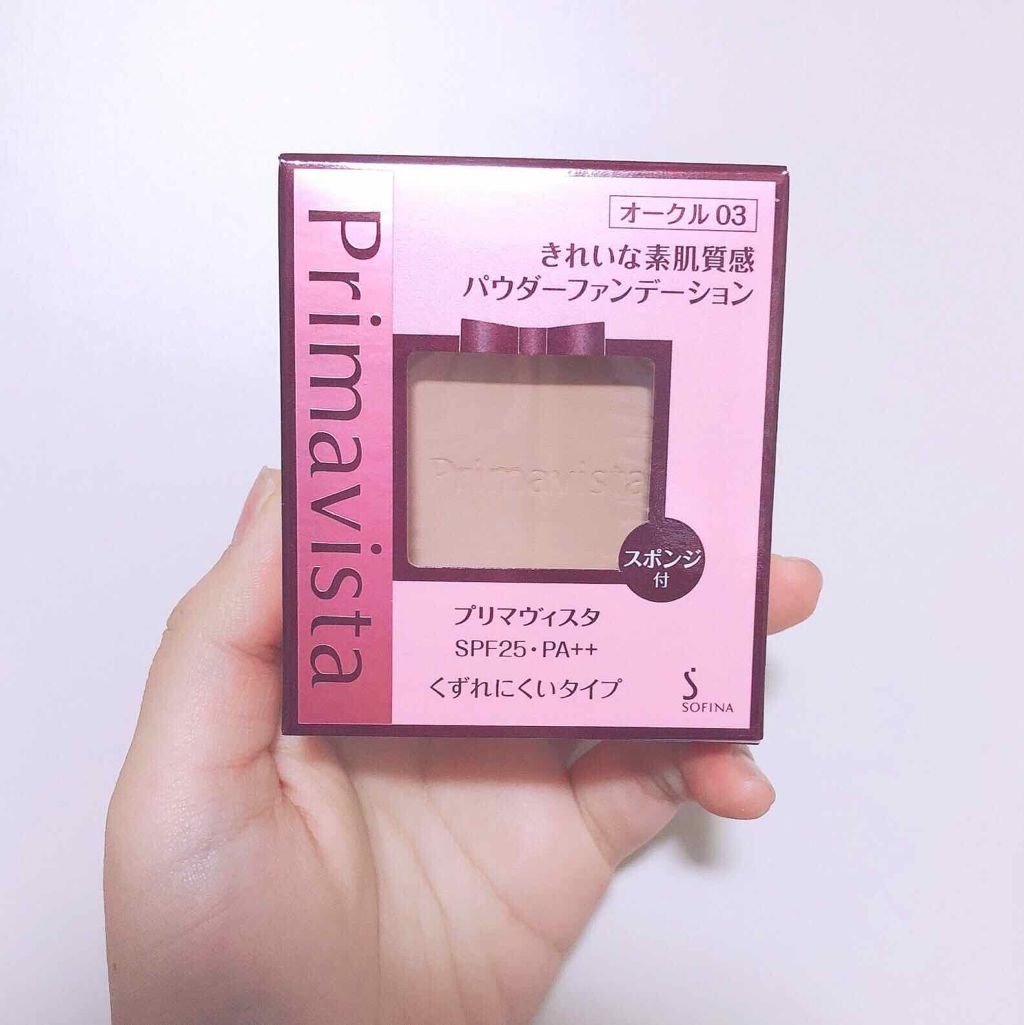 Primavista
オークル 03
きれいな素肌質感
パウダーファンデーション
Primavista
スポンジ
付
プリマヴィスタ
SPF25・PA++
くずれにくいタイプ
SOFINA